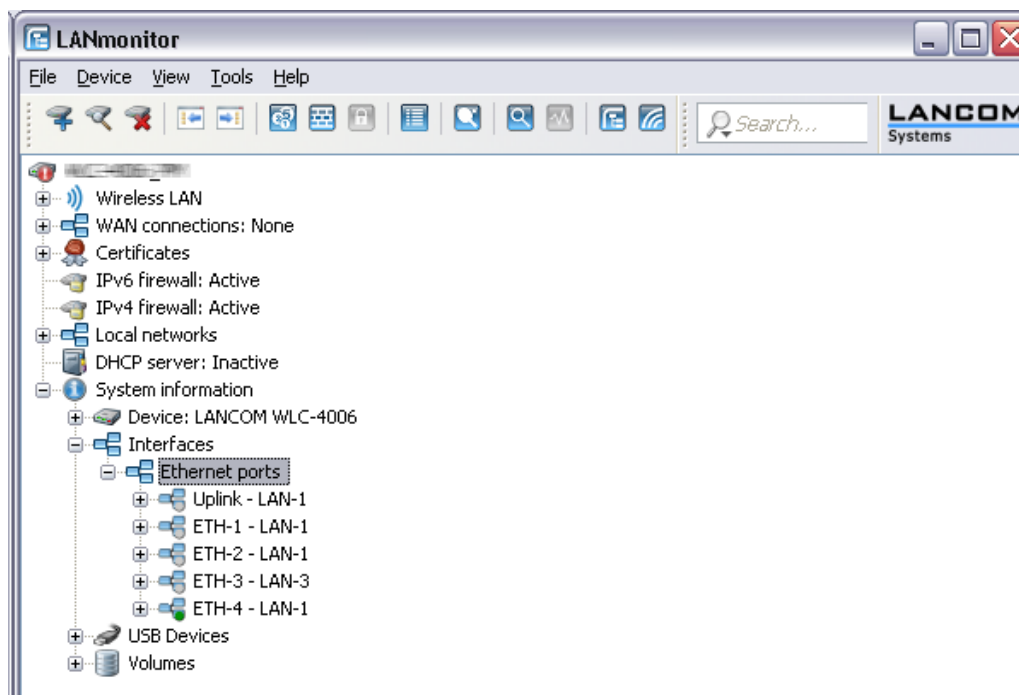 LANmonitor
File Device View Tools Help
Search... LANCOM
Systems
Wireless LAN
WAN connections: None
Certificates
IPv6 firewall: Active
IPv4 firewall: Active
Local networks
DHCP server: Inactive
System information
Device: LANCOM WLC-4006
Interfaces
Ethernet ports
Uplink - LAN-1
ETH-1 - LAN-1
ETH-2 - LAN-1
ETH-3 - LAN-3
ETH-4 - LAN-1
USB Devices
Volumes